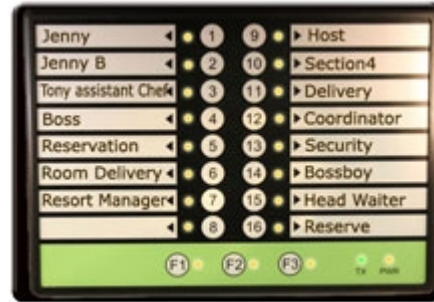 Jenny 1 9 Host
Jenny B 2 10 Section4
Tony assistant Chef 3 11 Delivery
Boss 4 12 Coordinator
Reservation 5 13 Security
Room Delivery 6 14 Bossboy
Resort Manager 7 15 Head Waiter
8 16 Reserve
F1 F2 F3
TX PWR